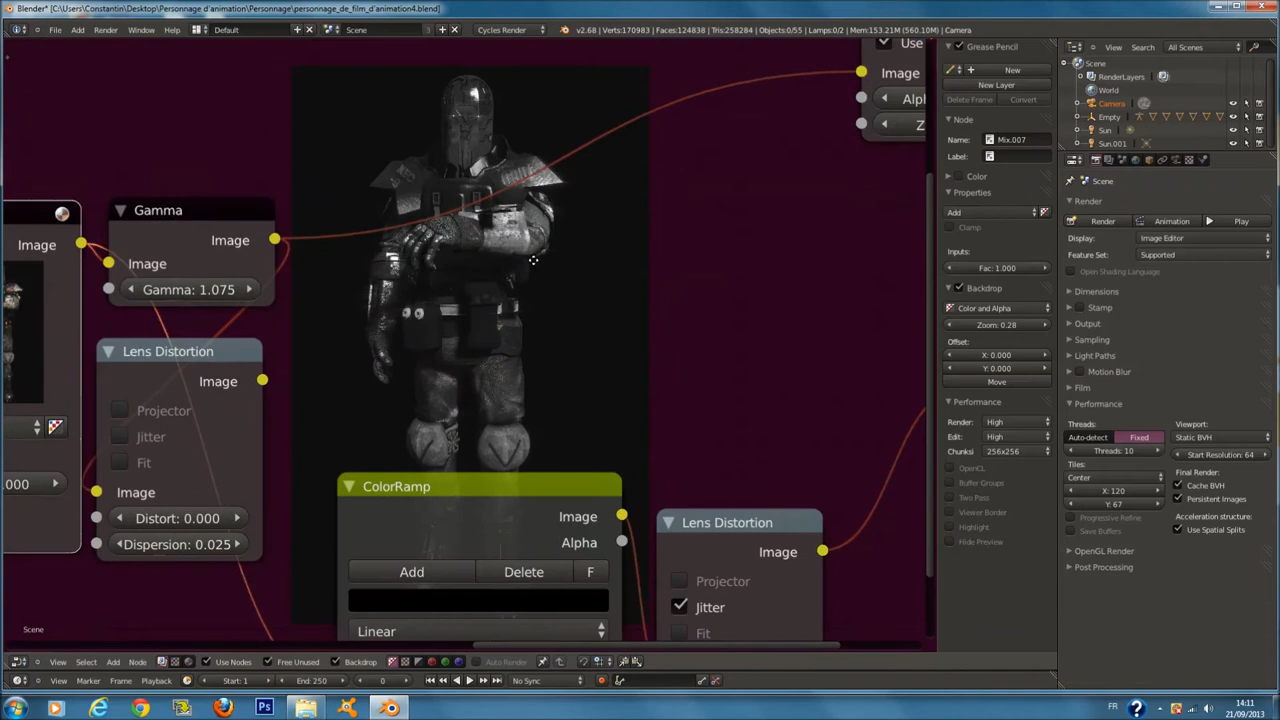 Blender* [C:\Users\Constantin\Desktop\Personnage d'animation\Personnage\personnage_de_film_d'animation4.blend]
File Add Render Window Help Default Scene 3 Cycles Render v2.68 | Verts:170983 | Faces:124838 | Tris:258284 | Objects:0/55 | Lamps:0/2 | Mem:153.21M (560.10M) | Camera
Use
Image
Alph
Z
Gamma
Image
Image
Gamma: 1.075
Image
.000
Lens Distortion
Image
Projector
Jitter
Fit
Image
Distort: 0.000
Dispersion: 0.025
ColorRamp
Image
Alpha
Add Delete F
Linear
Lens Distortion
Image
Projector
Jitter
Fit
Scene
Grease Pencil
New
New Layer
Delete Frame Convert
Node
Name: Mix.007
Label:
Color
Properties
Add
Clamp
Inputs:
Fac: 1.000
Backdrop
Color and Alpha
Zoom: 0.28
Offset:
X: 0.000
Y: 0.000
Move
Performance
Render: High
Edit: High
Chunksi 256x256
OpenCL
Buffer Groups
Two Pass
Viewer Border
Highlight
Hide Preview
View Search All Scenes
Scene
RenderLayers
World
Camera
Empty
Sun
Sun.001
Scene
Render
Render Animation Play
Display: Image Editor
Feature Set: Supported
Open Shading Language
Dimensions
Stamp
Output
Sampling
Light Paths
Motion Blur
Film
Performance
Threads: Viewport:
Auto-detect Fixed Static BVH
Threads: 10 Start Resolution: 64
Tiles: Final Render:
Center Cache BVH
X: 120 Persistent Images
Y: 67
Progressive Refine Acceleration structure:
Save Buffers Use Spatial Splits
OpenGL Render
Post Processing
View Select Add Node Use Nodes Free Unused Backdrop Auto Render
View Marker Frame Playback Start: 1 End: 250 0 No Sync
Ps FR 14:11
21/09/2013